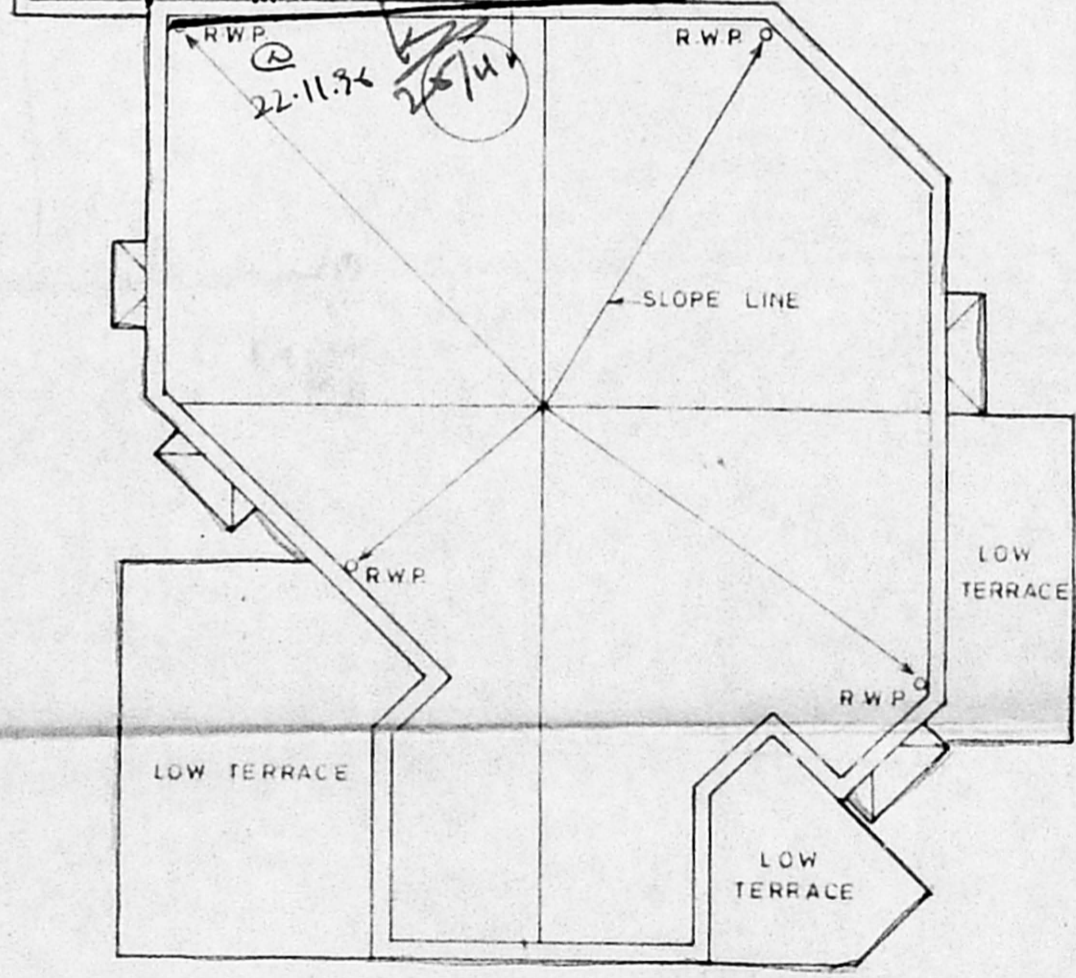 R.W.P.
R.W.P.
22.11.96
SLOPE LINE
R.W.P.
LOW
TERRACE
R.W.P.
LOW TERRACE
LOW
TERRACE